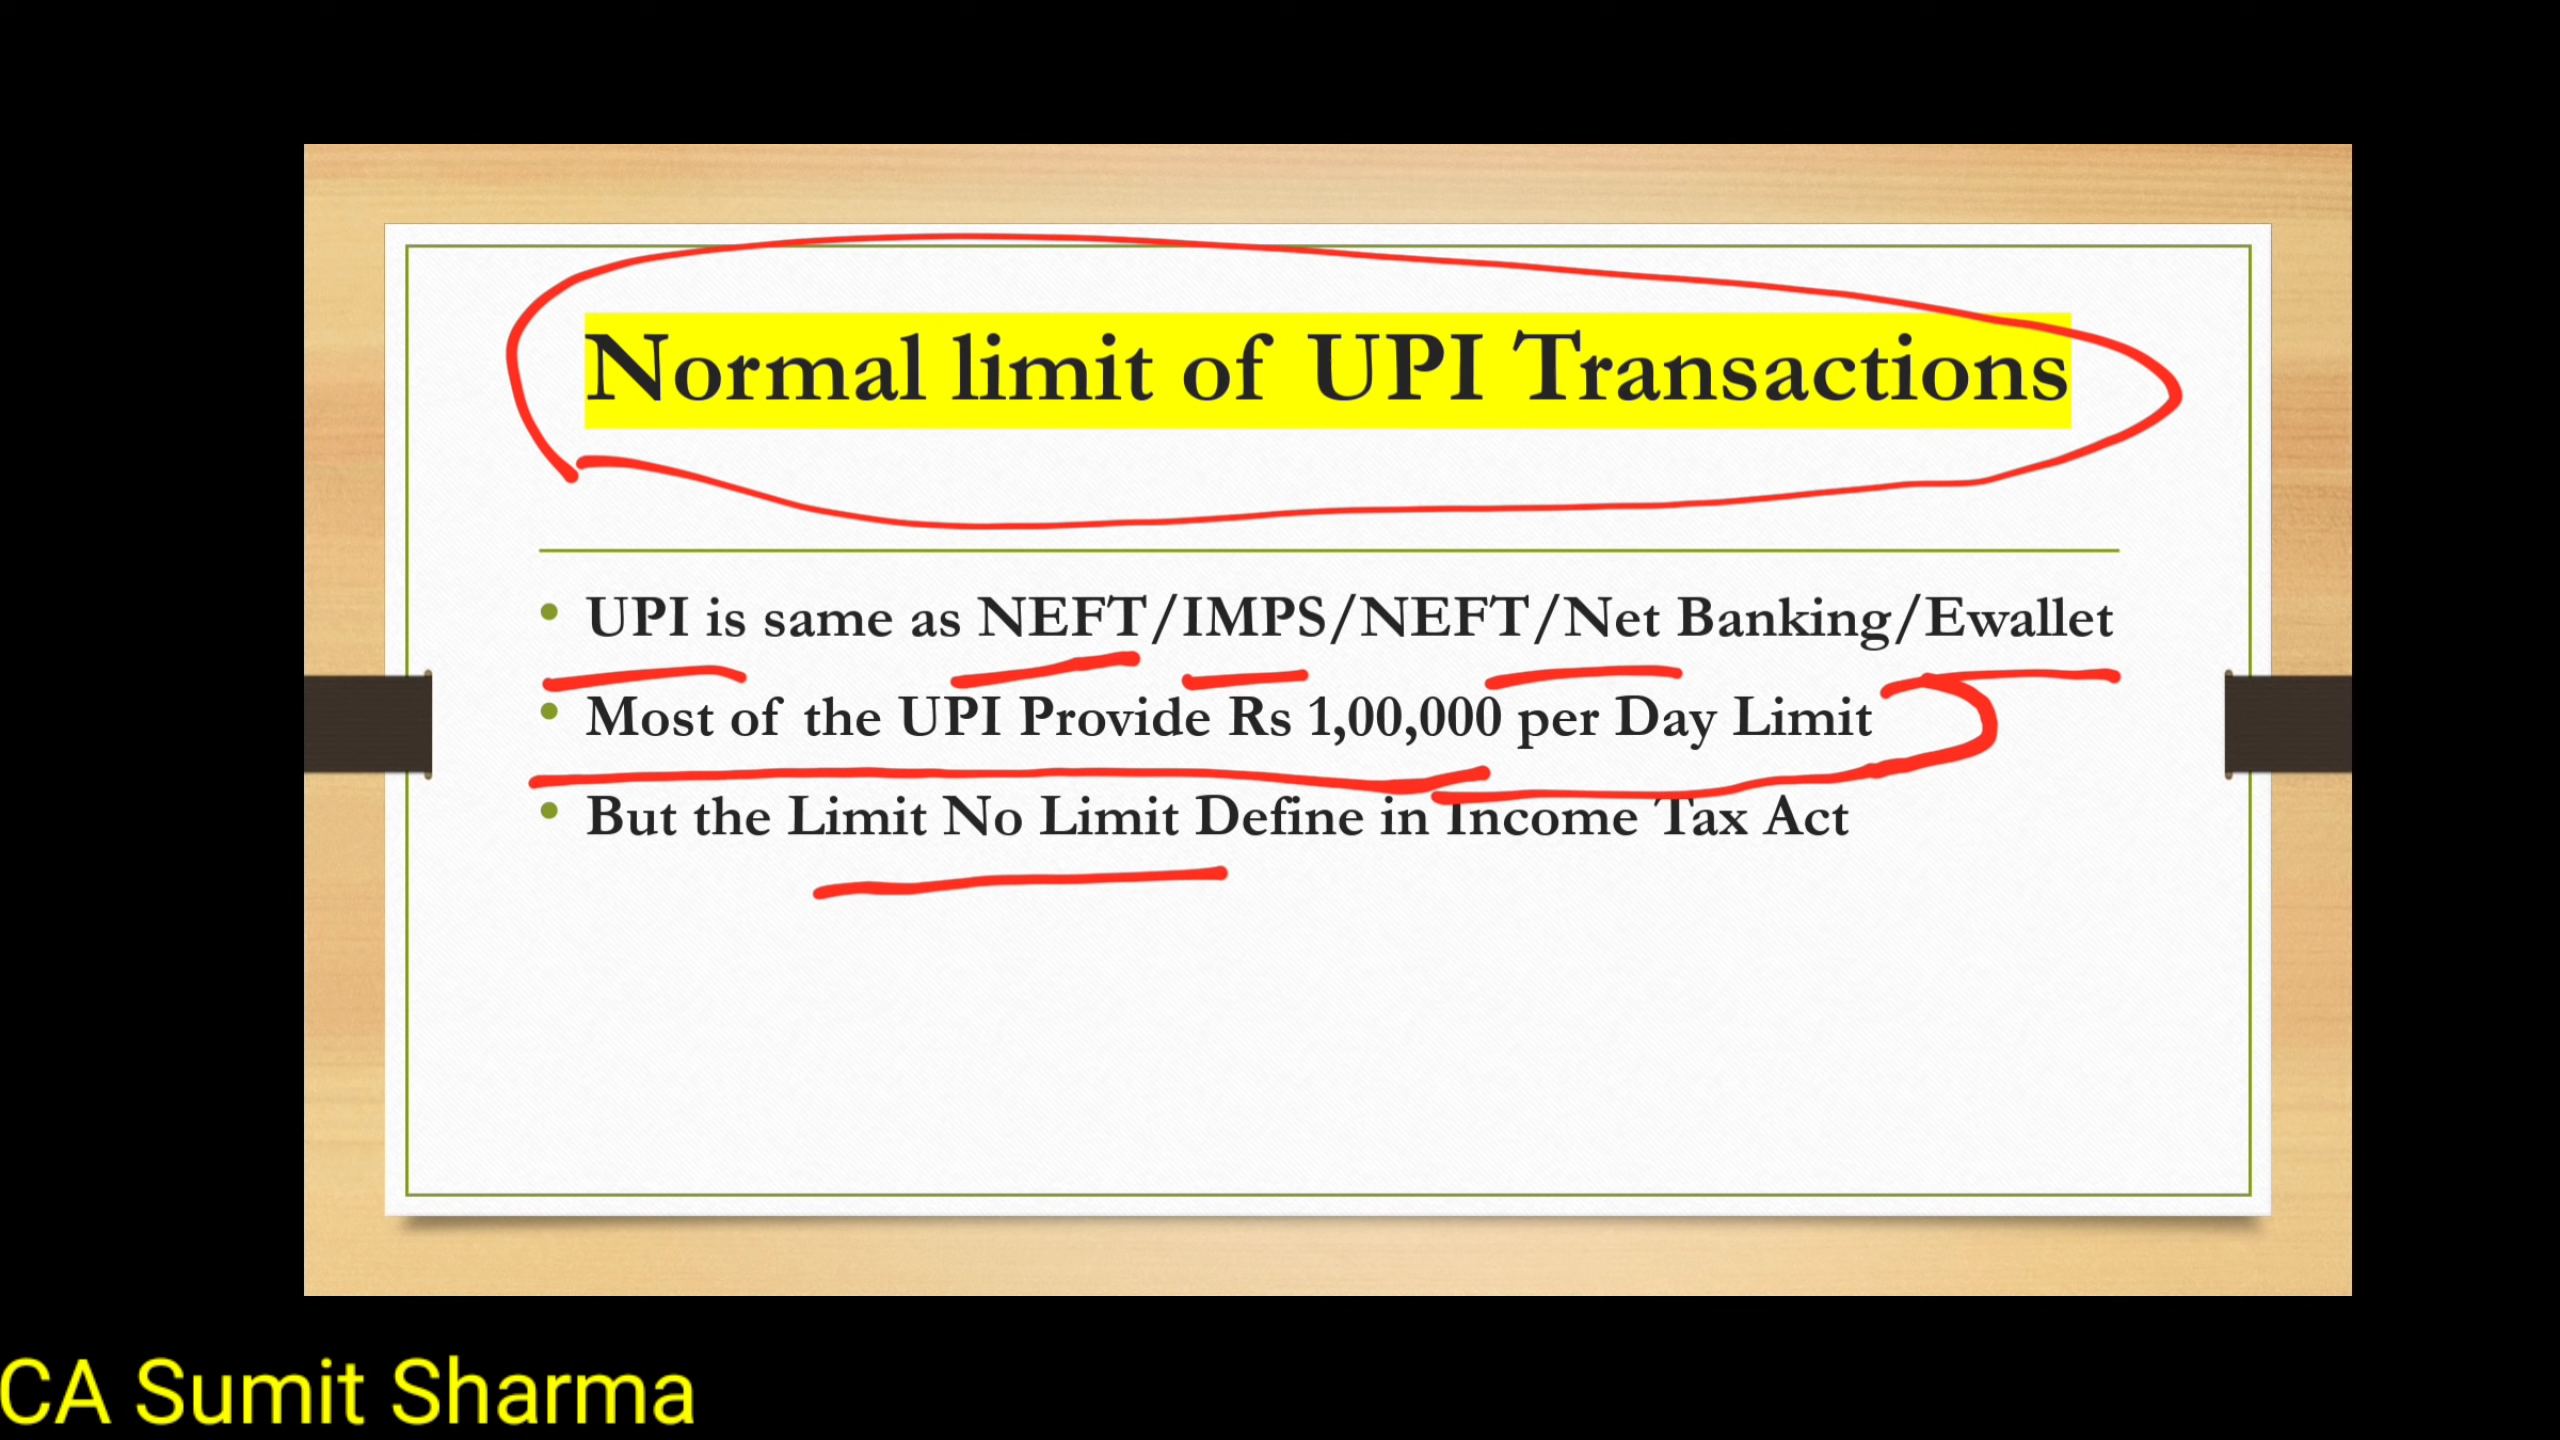 Normal limit of UPI Transactions
UPI is same as NEFT/IMPS/NEFT/Net Banking/Ewallet
Most of the UPI Provide Rs 1,00,000 per Day Limit
But the Limit No Limit Define in Income Tax Act
CA Sumit Sharma